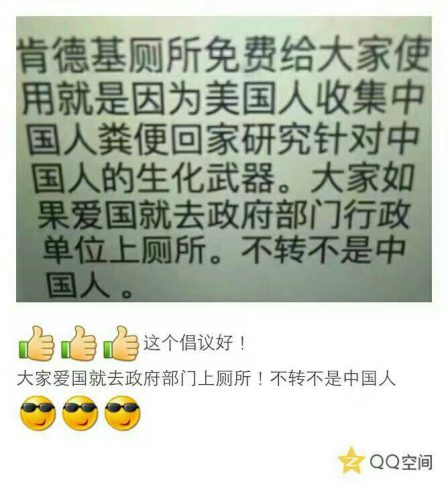 肯德基厕所免费给大家使
用就是因为美国人收集中
国人粪便回家研究针对中
国人的生化武器。大家如
果爱国就去政府部门行政
单位上厕所。不转不是中
国人。
这个倡议好！
大家爱国就去政府部门上厕所！不转不是中国人
QQ空间